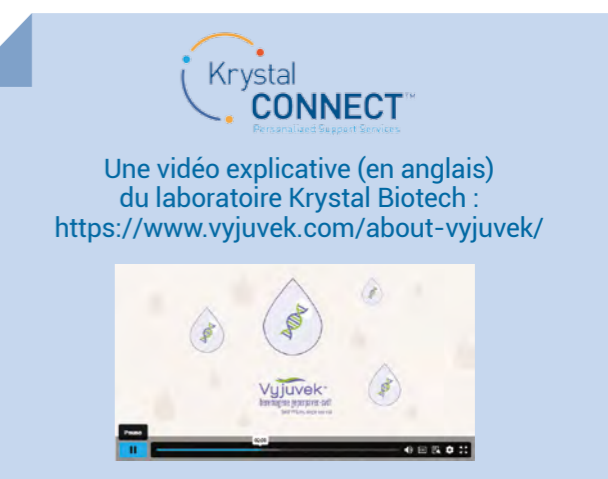 Krystal
CONNECT™
Personalized Support Services
Une vidéo explicative (en anglais)
du laboratoire Krystal Biotech :
https://www.vyjuvek.com/about-vyjuvek/
Vyjuvek
Pause